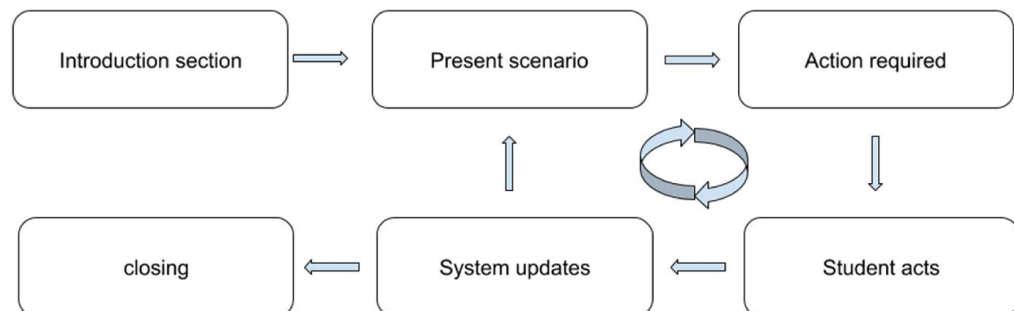 Introduction section
Present scenario
Action required
closing
System updates
Student acts